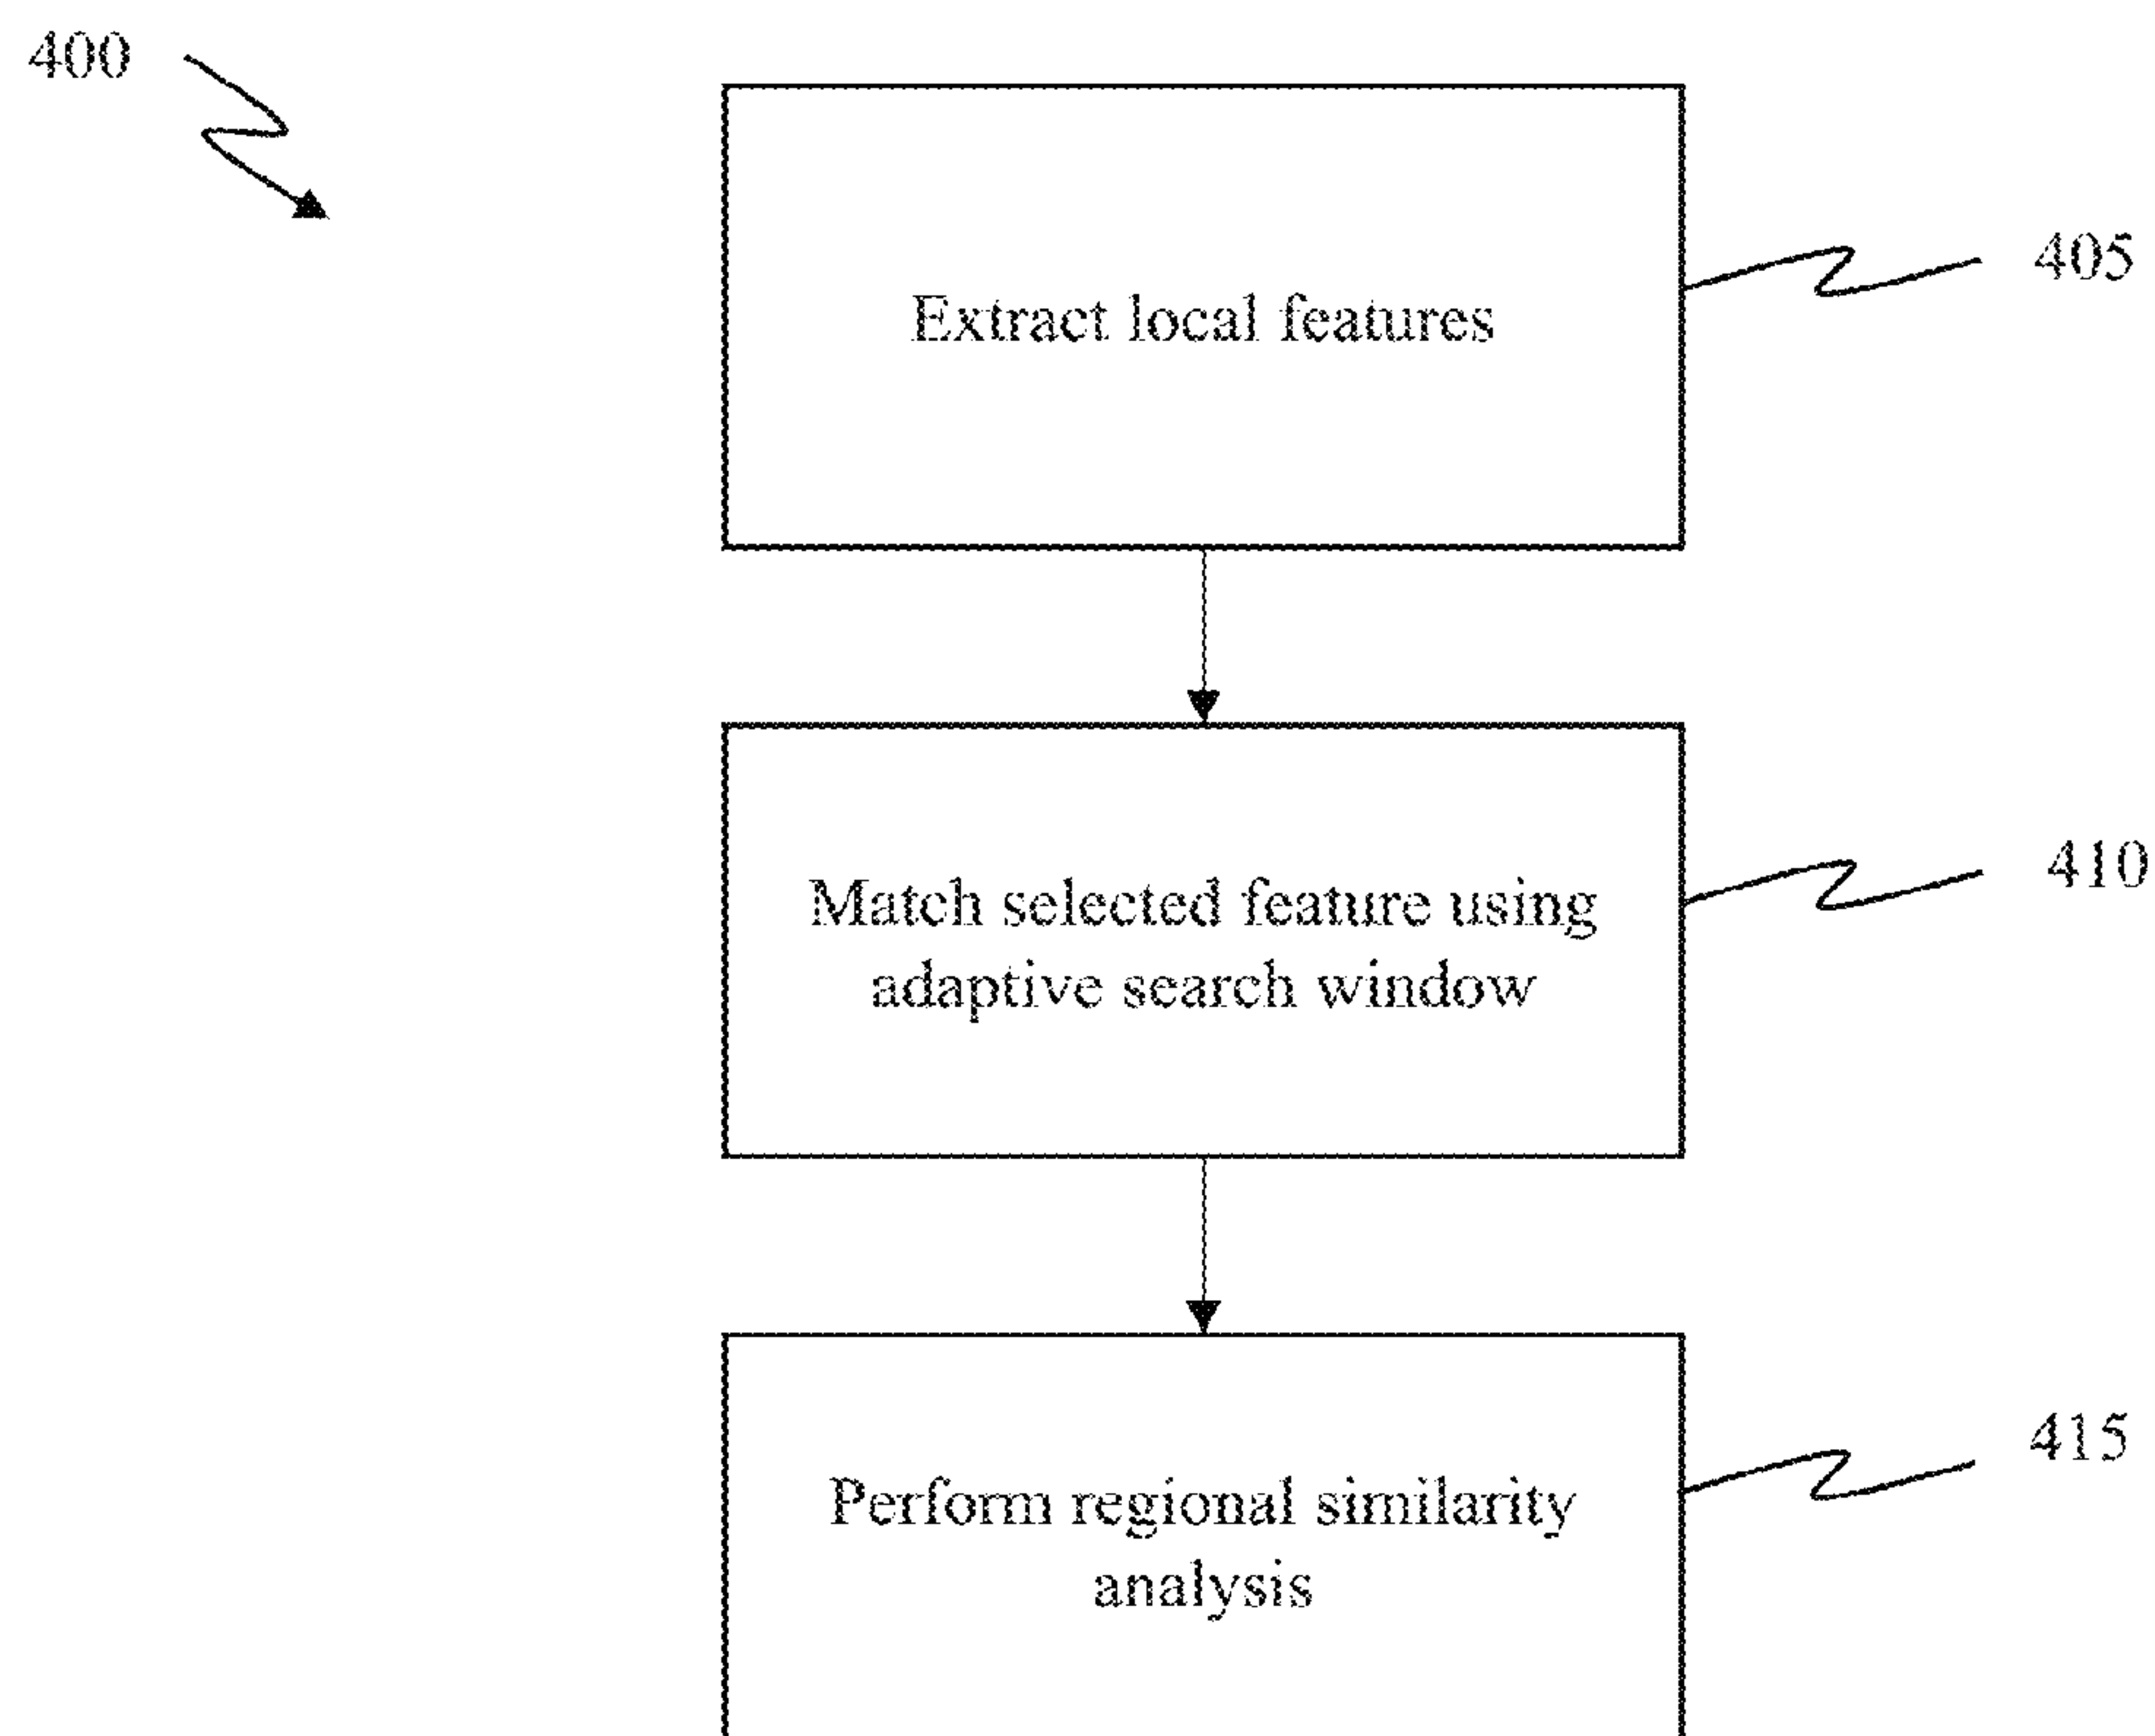 400
405
Extract local features
410
Match selected feature using
adaptive search window
415
Perform regional similarity
analysis